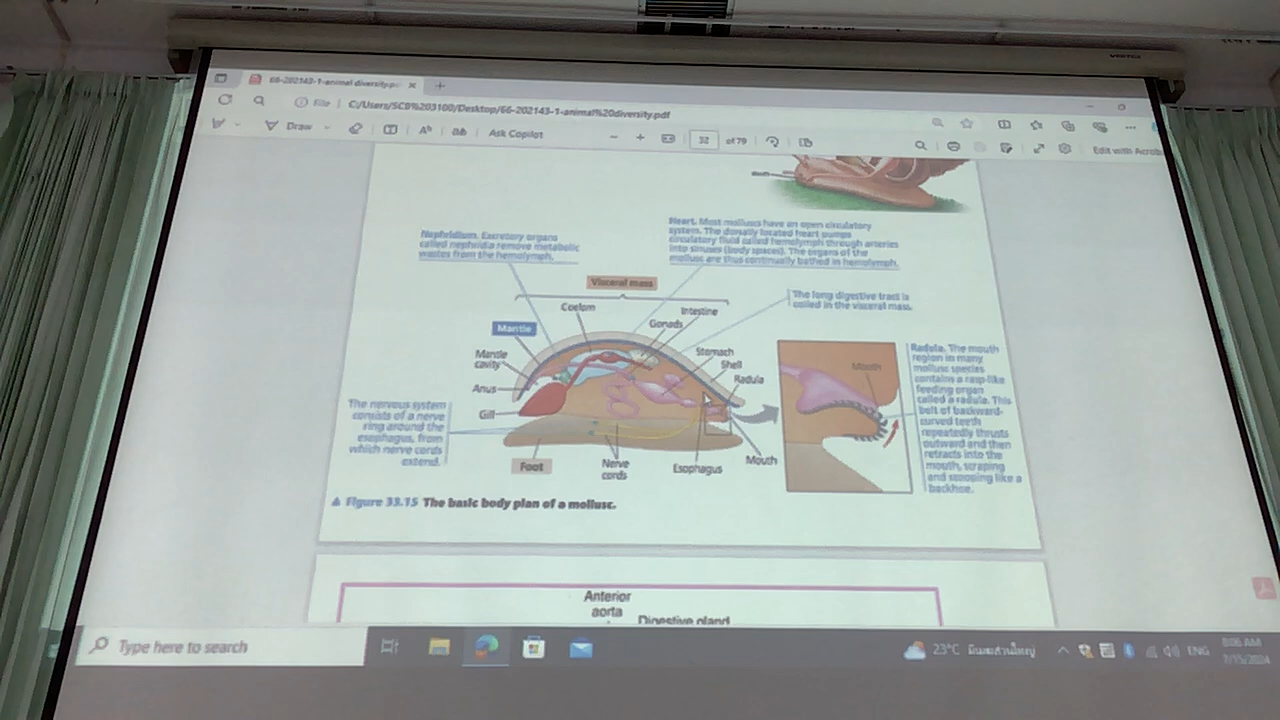 66-202143-1-animal diversity
File | C:/Users/SCB%203100/Desktop/66-202143-1-animal%20diversity.pdf
Draw
Ask Copilot
32 of 79
Edit with Acrob
Nephridium. Excretory organs
called nephridia remove metabolic
wastes from the hemolymph.
Heart. Most molluscs have an open circulatory
system. The dorsally located heart pumps
circulatory fluid called hemolymph through arteries
into sinuses (body spaces). The organs of the
mollusc are thus continually bathed in hemolymph.
Visceral mass
The long digestive tract is
coiled in the visceral mass.
Coelom
Intestine
Gonads
Mantle
Mantle
cavity
Stomach
Shell
Radula
Anus
Gill
The nervous system
consists of a nerve
ring around the
esophagus, from
which nerve cords
extend.
Foot
Nerve
cords
Esophagus
Mouth
Mouth
Radula. The mouth
region in many
mollusc species
contains a rasp-like
feeding organ
called a radula. This
belt of backward-
curved teeth
repeatedly thrusts
outward and then
retracts into the
mouth, scraping
and scooping like a
backhoe.
▲ Figure 33.15 The basic body plan of a mollusc.
Anterior
aorta
Digestive gland
Type here to search
23°C
ENG
8:06 AM
7/15/2024